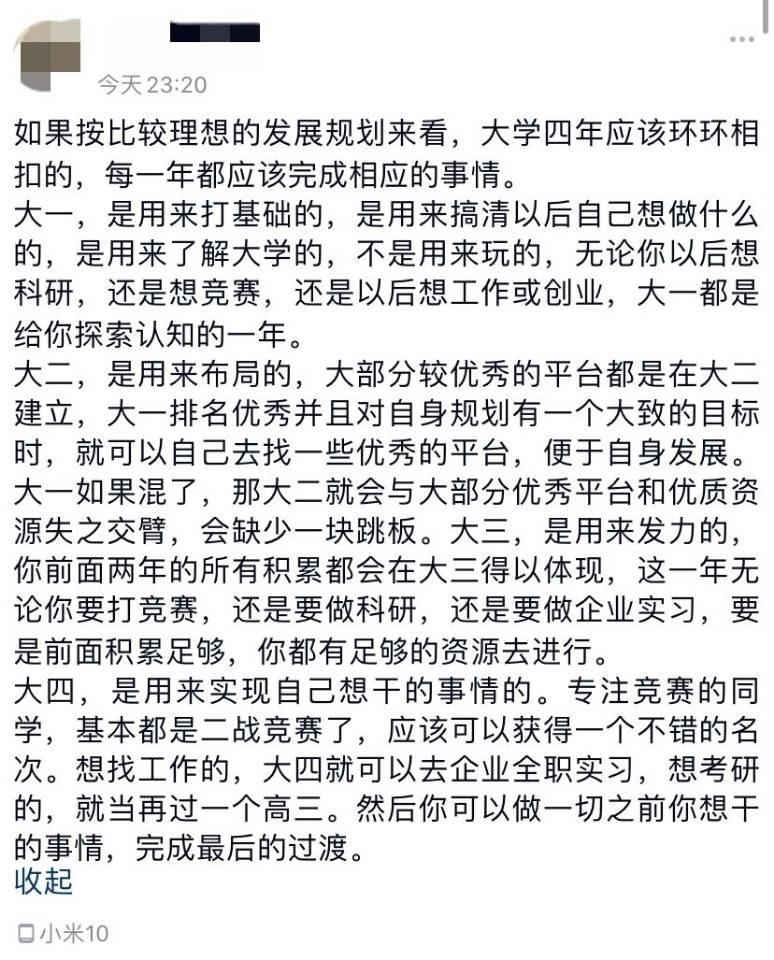 今天23:20
如果按比较理想的发展规划来看，大学四年应该环环相
扣的，每一年都应该完成相应的事情。
大一，是用来打基础的，是用来搞清以后自己想做什么
的，是用来了解大学的，不是用来玩的，无论你以后想
科研，还是想竞赛，还是以后想工作或创业，大一都是
给你探索认知的一年。
大二，是用来布局的，大部分较优秀的平台都是在大二
建立，大一排名优秀并且对自身规划有一个大致的目标
时，就可以自己去找一些优秀的平台，便于自身发展。
大一如果混了，那大二就会与大部分优秀平台和优质资
源失之交臂，会缺少一块跳板。大三，是用来发力的，
你前面两年的所有积累都会在大三得以体现，这一年无
论你要打竞赛，还是要做科研，还是要做企业实习，要
是前面积累足够，你都有足够的资源去进行。
大四，是用来实现自己想干的事情的。专注竞赛的同
学，基本都是二战竞赛了，应该可以获得一个不错的名
次。想找工作的，大四就可以去企业全职实习，想考研
的，就当再过一个高三。然后你可以做一切之前你想干
的事情，完成最后的过渡。
收起
小米10